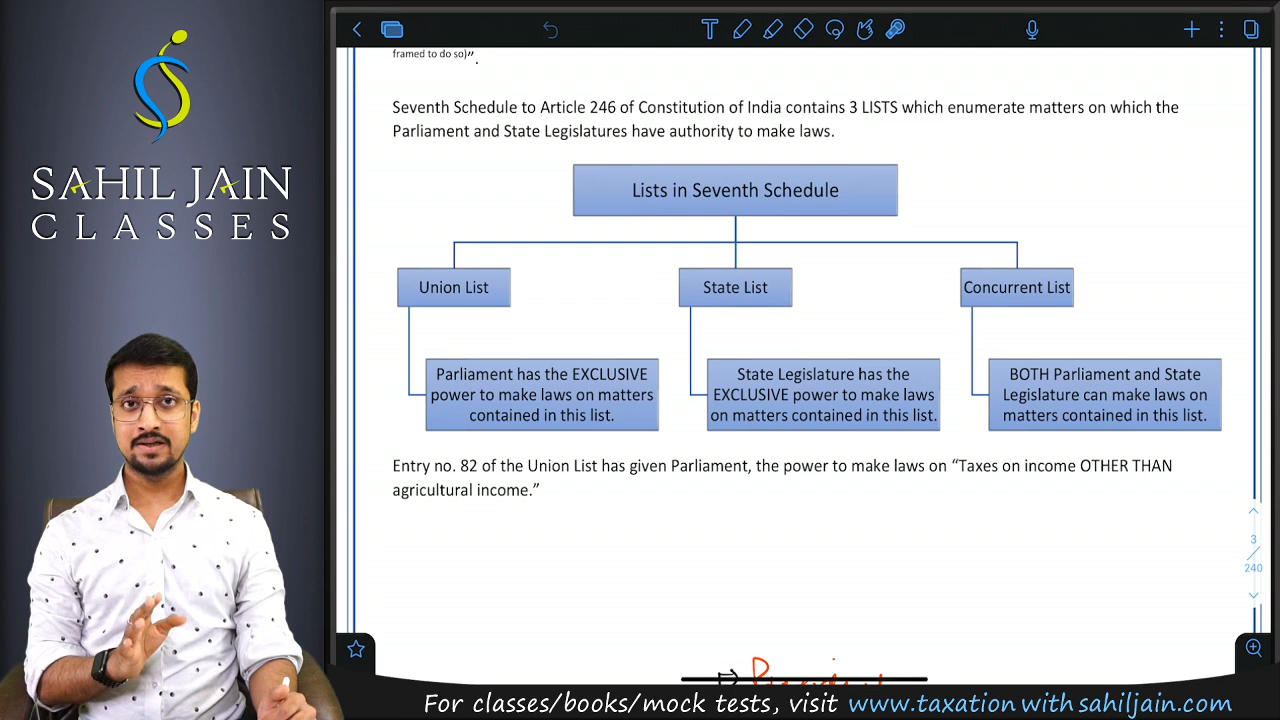 SAHIL JAIN
CLASSES
framed to do so)”.
Seventh Schedule to Article 246 of Constitution of India contains 3 LISTS which enumerate matters on which the
Parliament and State Legislatures have authority to make laws.
Lists in Seventh Schedule
Union List
State List
Concurrent List
Parliament has the EXCLUSIVE
power to make laws on matters
contained in this list.
State Legislature has the
EXCLUSIVE power to make laws
on matters contained in this list.
BOTH Parliament and State
Legislature can make laws on
matters contained in this list.
Entry no. 82 of the Union List has given Parliament, the power to make laws on “Taxes on income OTHER THAN
agricultural income.”
3
240
For classes/books/mock tests, visit www.taxationwithsahiljain.com